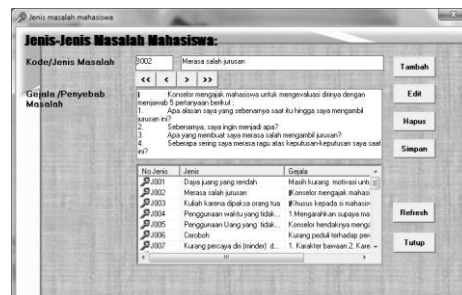 Jenis masalah mahasiswa
Jenis-Jenis Masalah Mahasiswa:
Kode/Jenis Masalah
J002
Merasa salah jurusan
Tambah
<< < > >>
Gejala /Penyebab
Masalah
Konselor mengajak mahasiswa untuk mengevaluasi dirinya dengan
menjawab 5 pertanyaan berikut :
1. Apa alasan saya yang sebenarnya saat itu hingga saya mengambil
jurusan ini?
2. Sebenarnya, saya ingin menjadi apa?
3. Apa yang membuat saya merasa salah mengambil jurusan?
4. Seberapa sering saya merasa ragu atas keputusan-keputusan saya saat
ini?
Edit
Hapus
Simpan
No Jenis Jenis Gejala
J001 Daya juang yang rendah Masih kurang motivasi untu
J002 Merasa salah jurusan Konselor mengajak mahasi
J003 Kuliah karena dipaksa orang tua Khusus kepada si mahasis
J004 Penggunaan waktu yang tidak... 1.Mengarahkan supaya ma
J005 Penggunaan Uang yang tidak... Konselor hendaknya menga
J006 Ceroboh Kurang peduli terhadap per
J007 Kurang percaya diri (minder) d... 1. Karakter bawaan.2. Kare
Refresh
Tutup